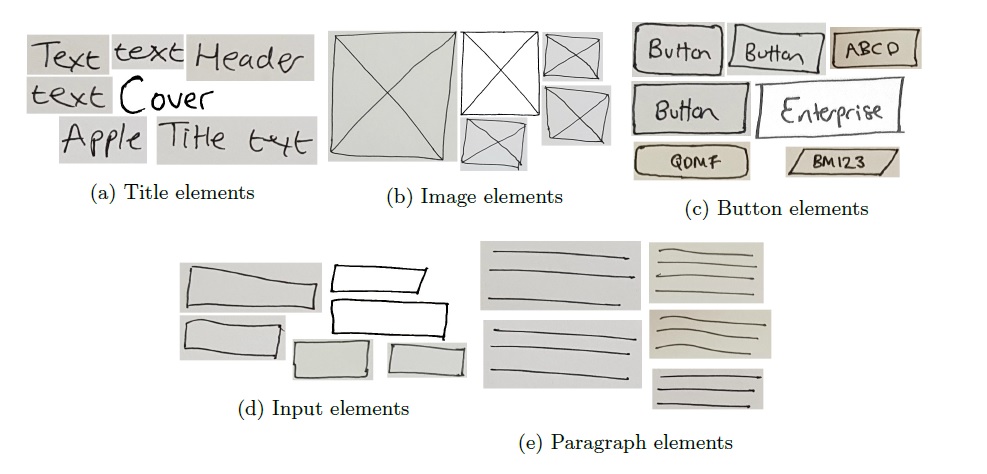 Text text Header
text Cover
Apple Title text
(a) Title elements
(b) Image elements
Button Button ABCD
Button Enterprise
QDMF BM123
(c) Button elements
(d) Input elements
(e) Paragraph elements